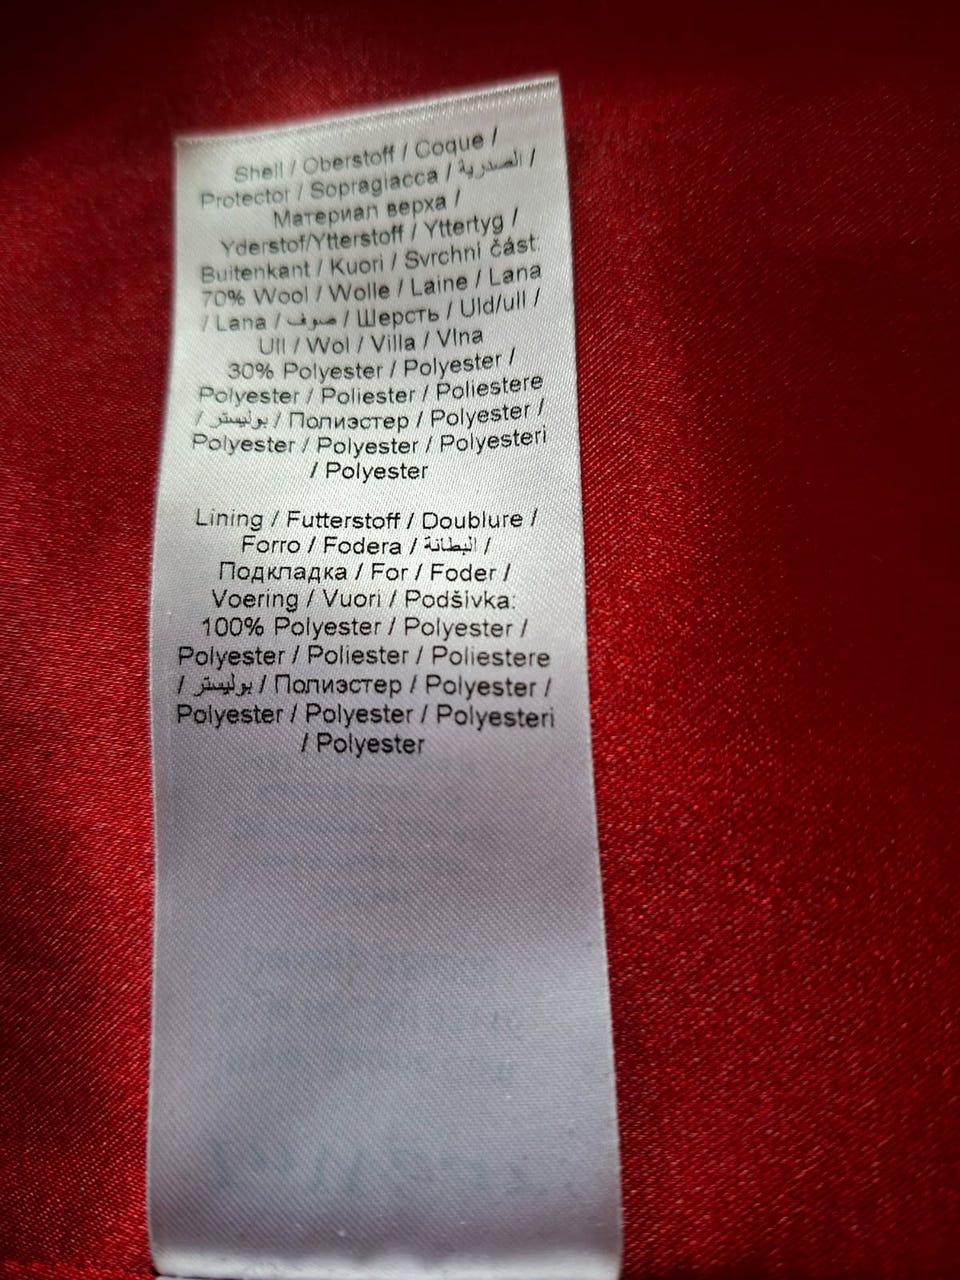 Shell / Oberstoff / Coque /
Protector / Sopragiacca / الصدرية /
Материал верха /
Yderstof/Ytterstoff / Yttertyg /
Buitenkant / Kuori / Svrchní část:
70% Wool / Wolle / Laine / Lana
/ Lana / صوف / Шерсть / Uld/ull /
Ull / Wol / Villa / Vlna
30% Polyester / Polyester /
Polyester / Poliester / Poliestere
/ بوليستر / Полиэстер / Polyester /
Polyester / Polyester / Polyesteri
/ Polyester
Lining / Futterstoff / Doublure /
Forro / Fodera / البطانة /
Подкладка / For / Foder /
Voering / Vuori / Podšívka:
100% Polyester / Polyester /
Polyester / Poliester / Poliestere
/ بوليستر / Полиэстер / Polyester /
Polyester / Polyester / Polyesteri
/ Polyester